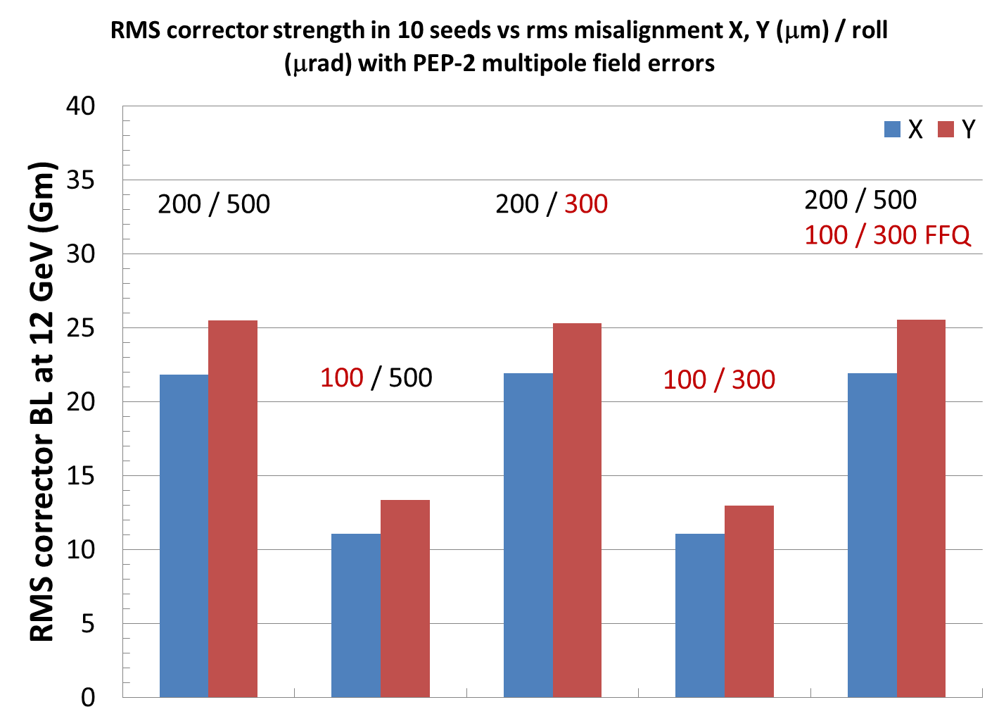 RMS corrector strength in 10 seeds vs rms misalignment X, Y (μm) / roll
(μrad) with PEP-2 multipole field errors
RMS corrector BL at 12 GeV (Gm)
40
35
30
25
20
15
10
5
0
X Y
200 / 500
100 / 500
200 / 300
100 / 300
200 / 500
100 / 300 FFQ